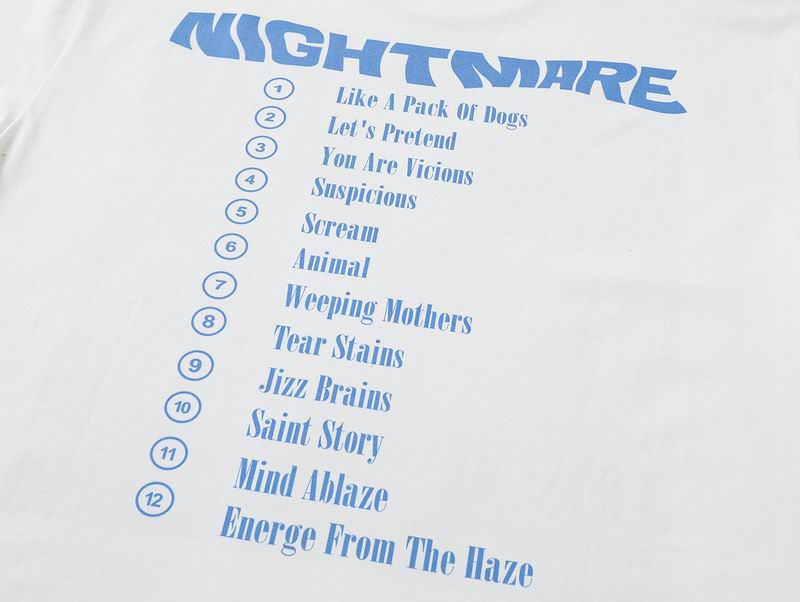 NIGHTMARE
1 Like A Pack Of Dogs
2 Let's Pretend
3 You Are Vicions
4 Suspicious
5 Scream
6 Animal
7 Weeping Mothers
8 Tear Stains
9 Jizz Brains
10 Saint Story
11 Mind Ablaze
12 Energe From The Haze